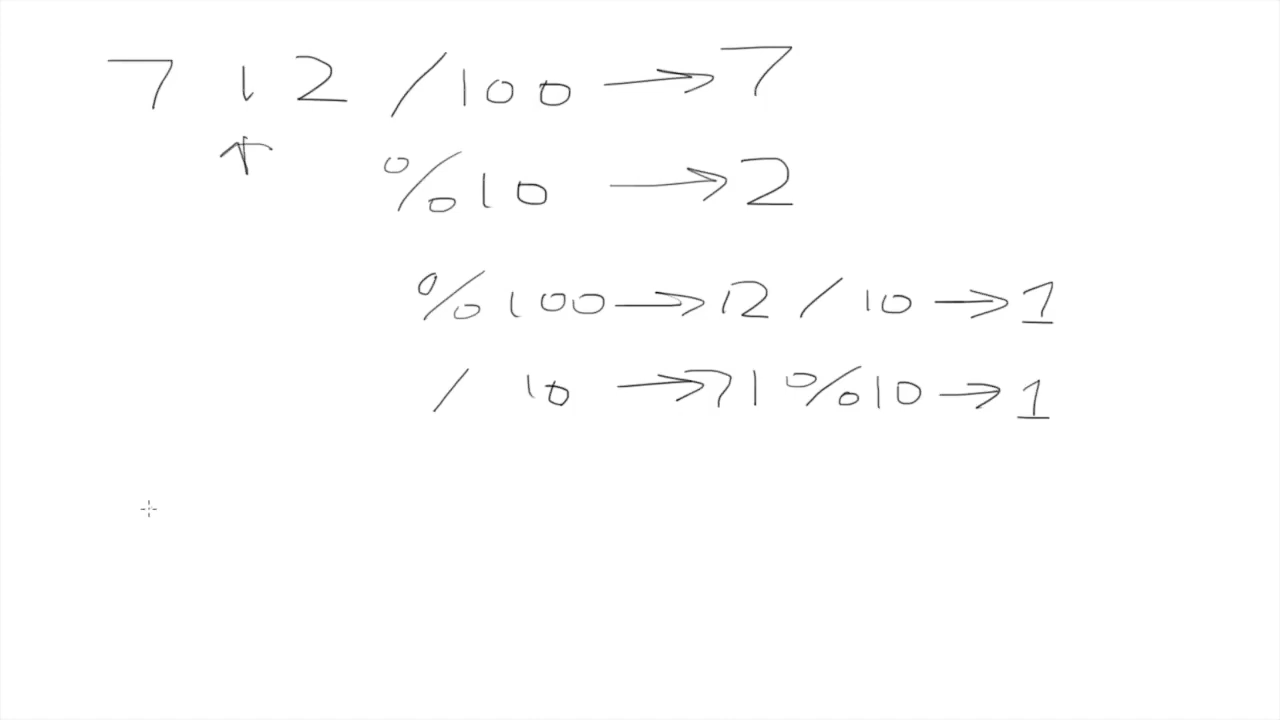 7 1 2 / 100 → 7
↑
% 10 → 2
% 100 → 12 / 10 → 1
/ 10 → 71 % 10 → 1